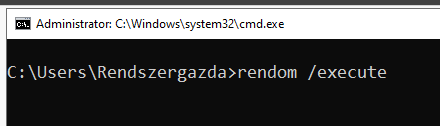 Administrator: C:\Windows\system32\cmd.exe
C:\Users\Rendszergazda>rendom /execute